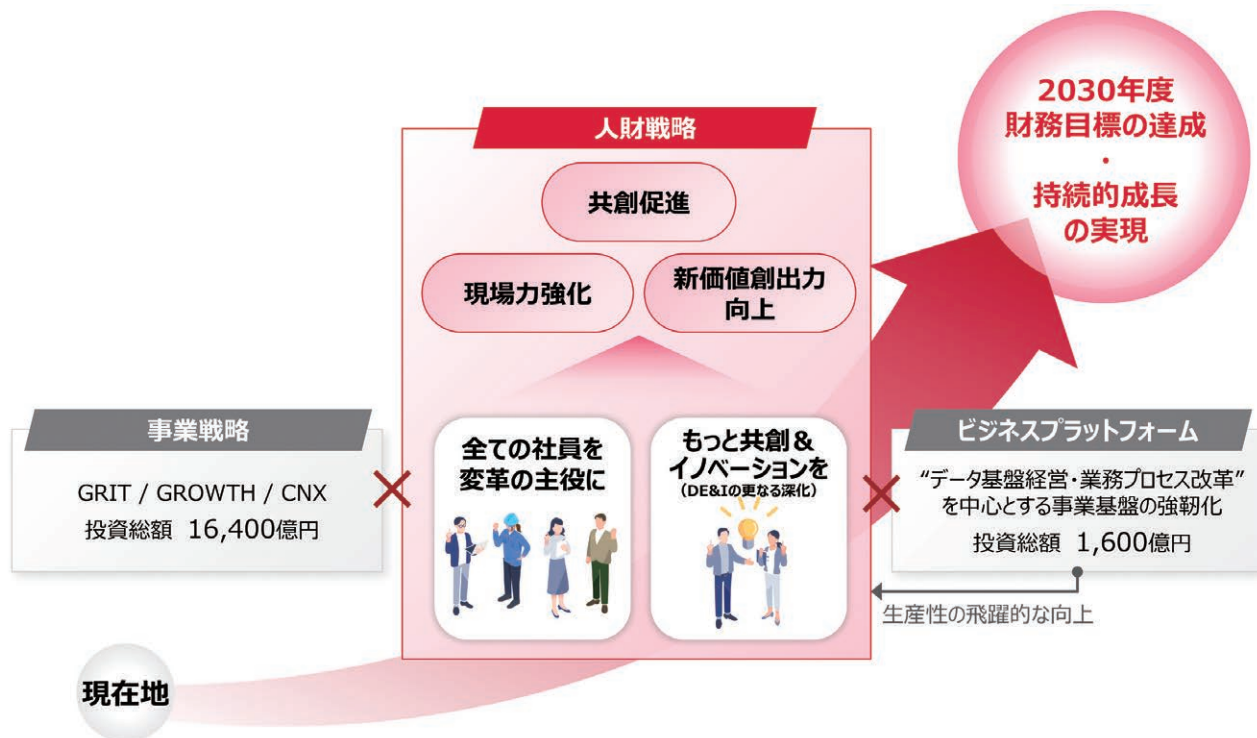 2030年度
財務目標の達成
・
持続的成長
の実現
人財戦略
共創促進
現場力強化
新価値創出力
向上
事業戦略
GRIT / GROWTH / CNX
投資総額 16,400億円
全ての社員を
変革の主役に
もっと共創＆
イノベーションを
(DE&Iの更なる深化)
ビジネスプラットフォーム
“データ基盤経営・業務プロセス改革”
を中心とする事業基盤の強靭化
投資総額 1,600億円
生産性の飛躍的な向上
現在地